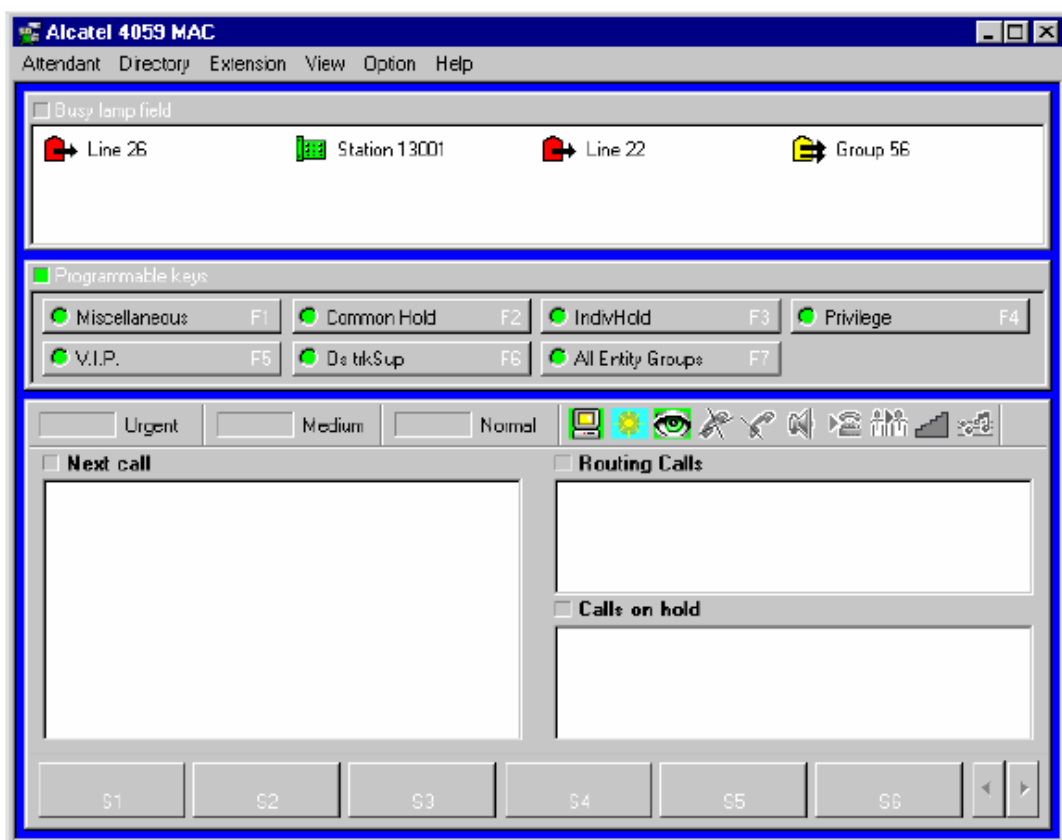 Alcatel 4059 MAC
Attendant Directory Extension View Option Help
Busy lamp field
Line 26 Station 13001 Line 22 Group 56
Programmable keys
Miscellaneous F1 Common Hold F2 IndivHold F3 Privilege F4
V.I.P. F5 Ds trkSup F6 All Entity Groups F7
Urgent Medium Normal
Next call Routing Calls
Calls on hold
S1 S2 S3 S4 S5 S6